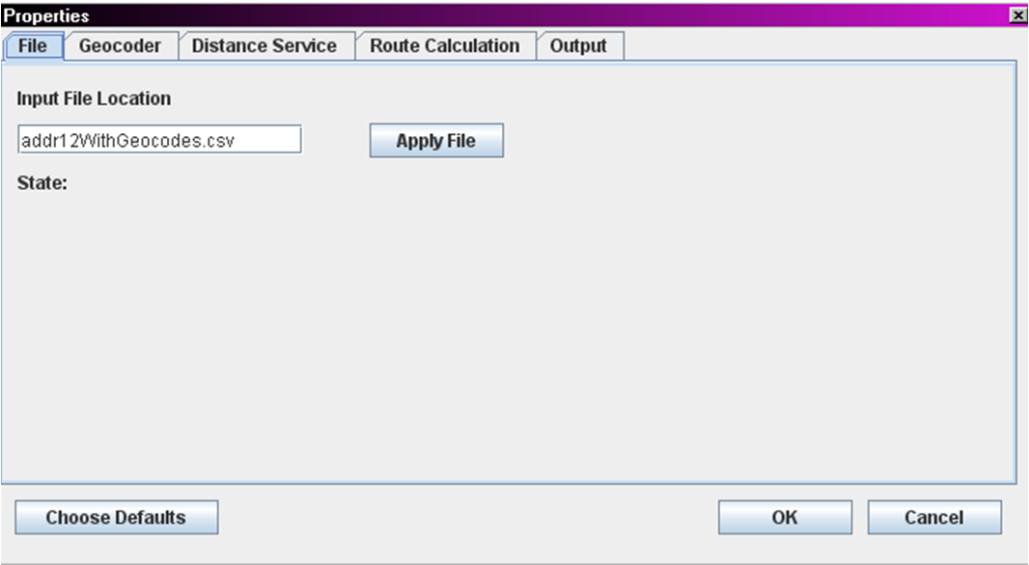 Properties
File Geocoder Distance Service Route Calculation Output
Input File Location
addr12WithGeocodes.csv Apply File
State:
Choose Defaults OK Cancel